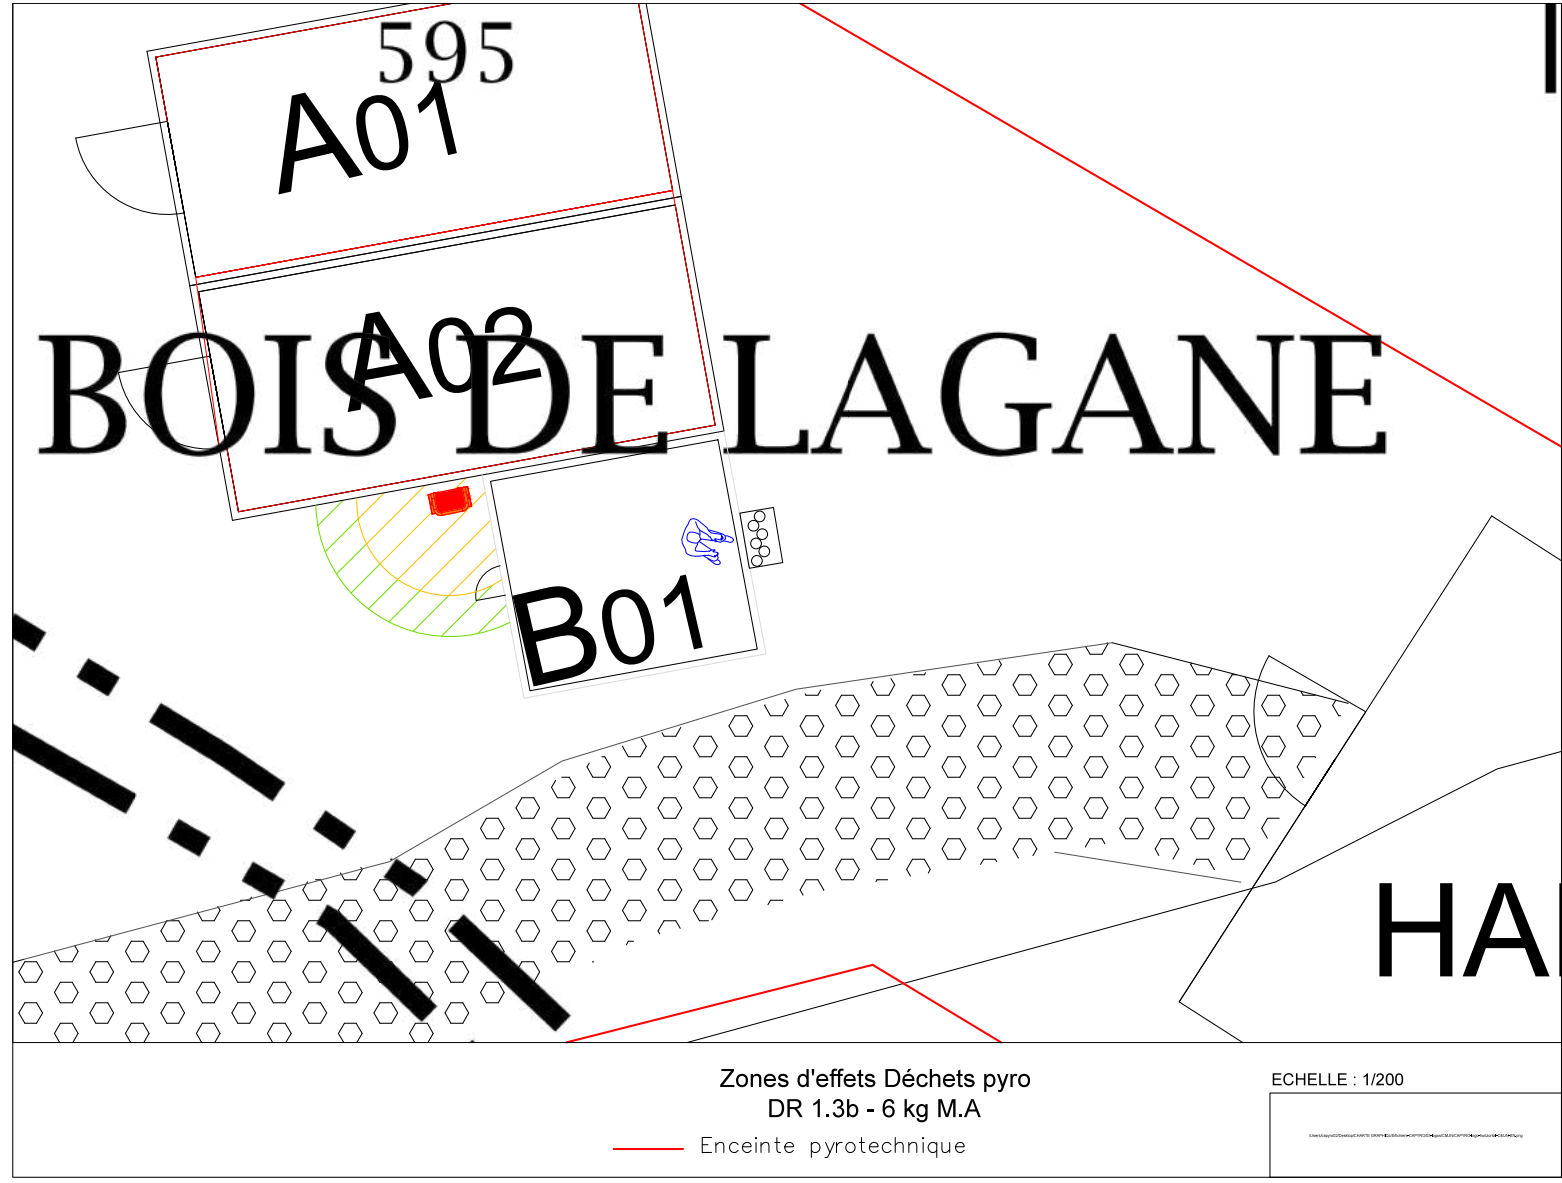 595
A01
A02
BOIS DE LAGANE
B01
HA
Zones d'effets Déchets pyro
DR 1.3b - 6 kg M.A
Enceinte pyrotechnique
ECHELLE : 1/200